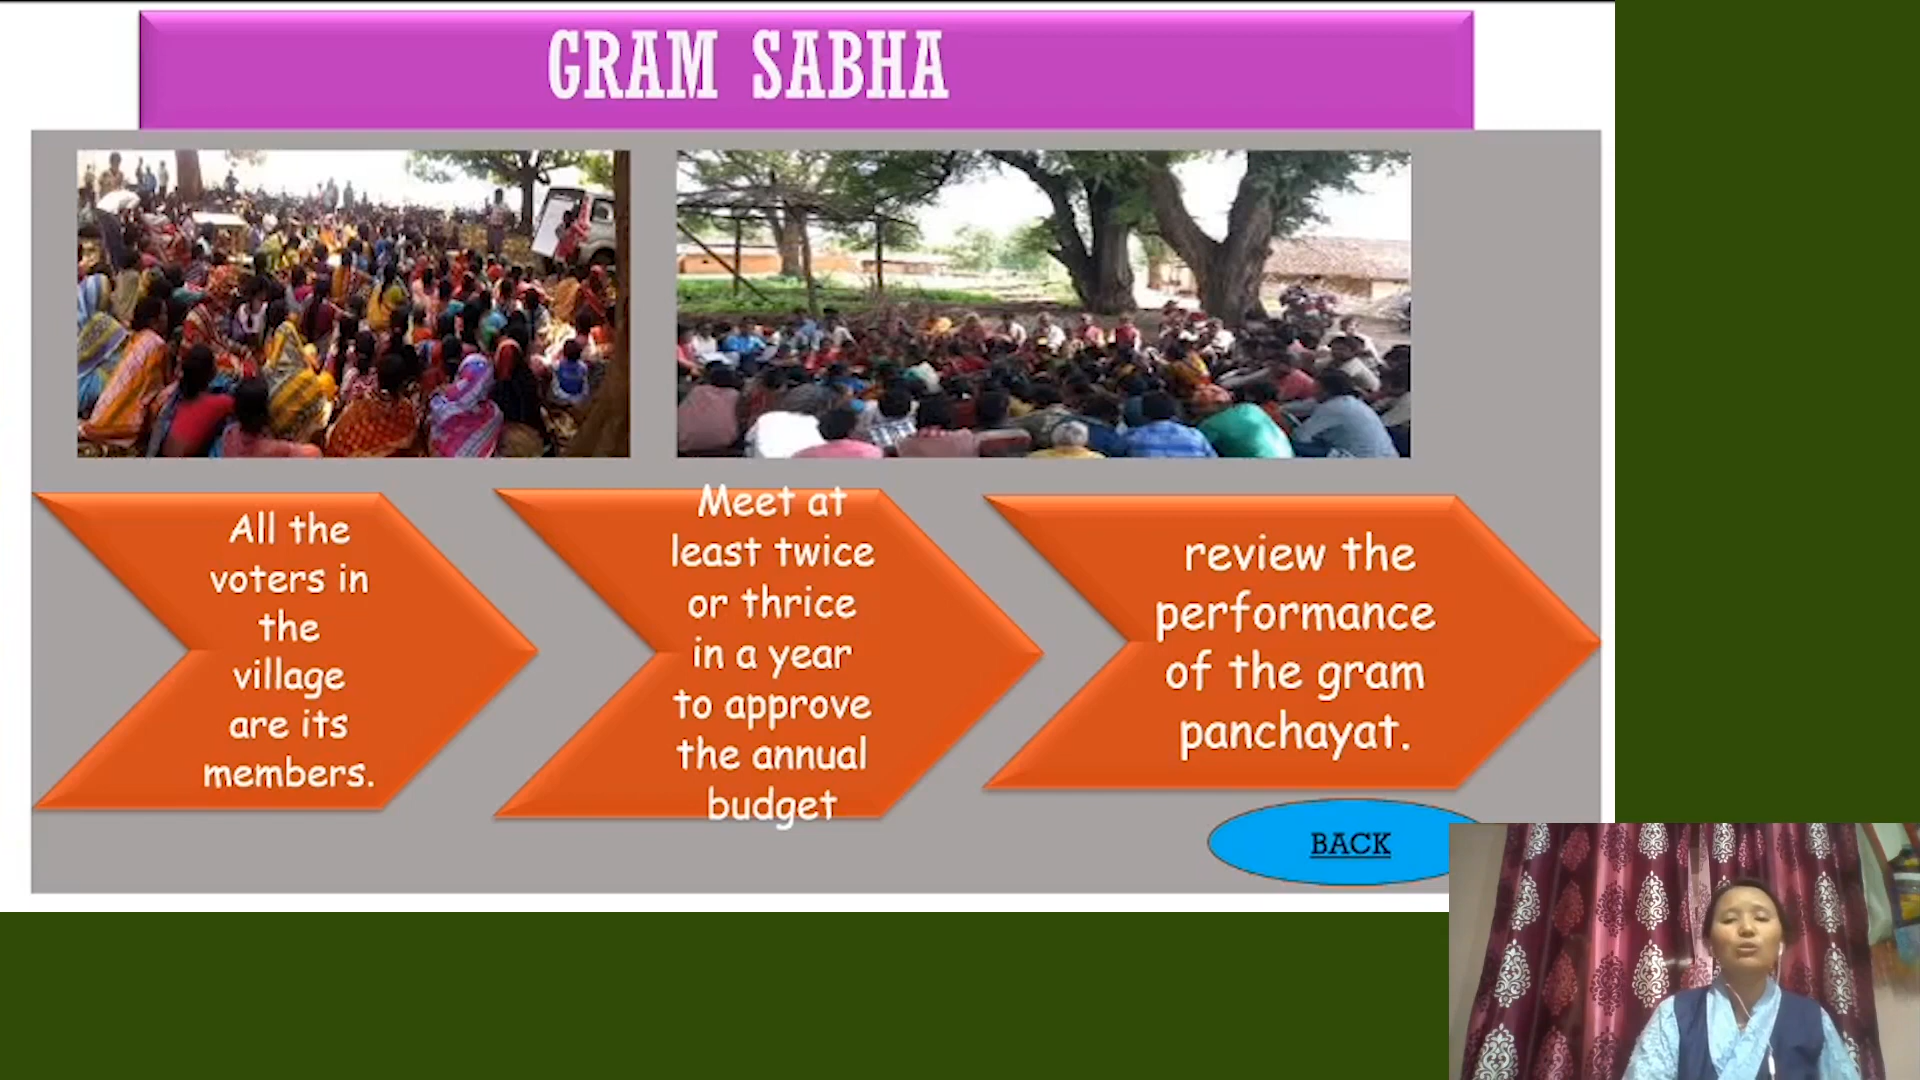 GRAM SABHA
All the
voters in
the
village
are its
members.
Meet at
least twice
or thrice
in a year
to approve
the annual
budget
review the
performance
of the gram
panchayat.
BACK